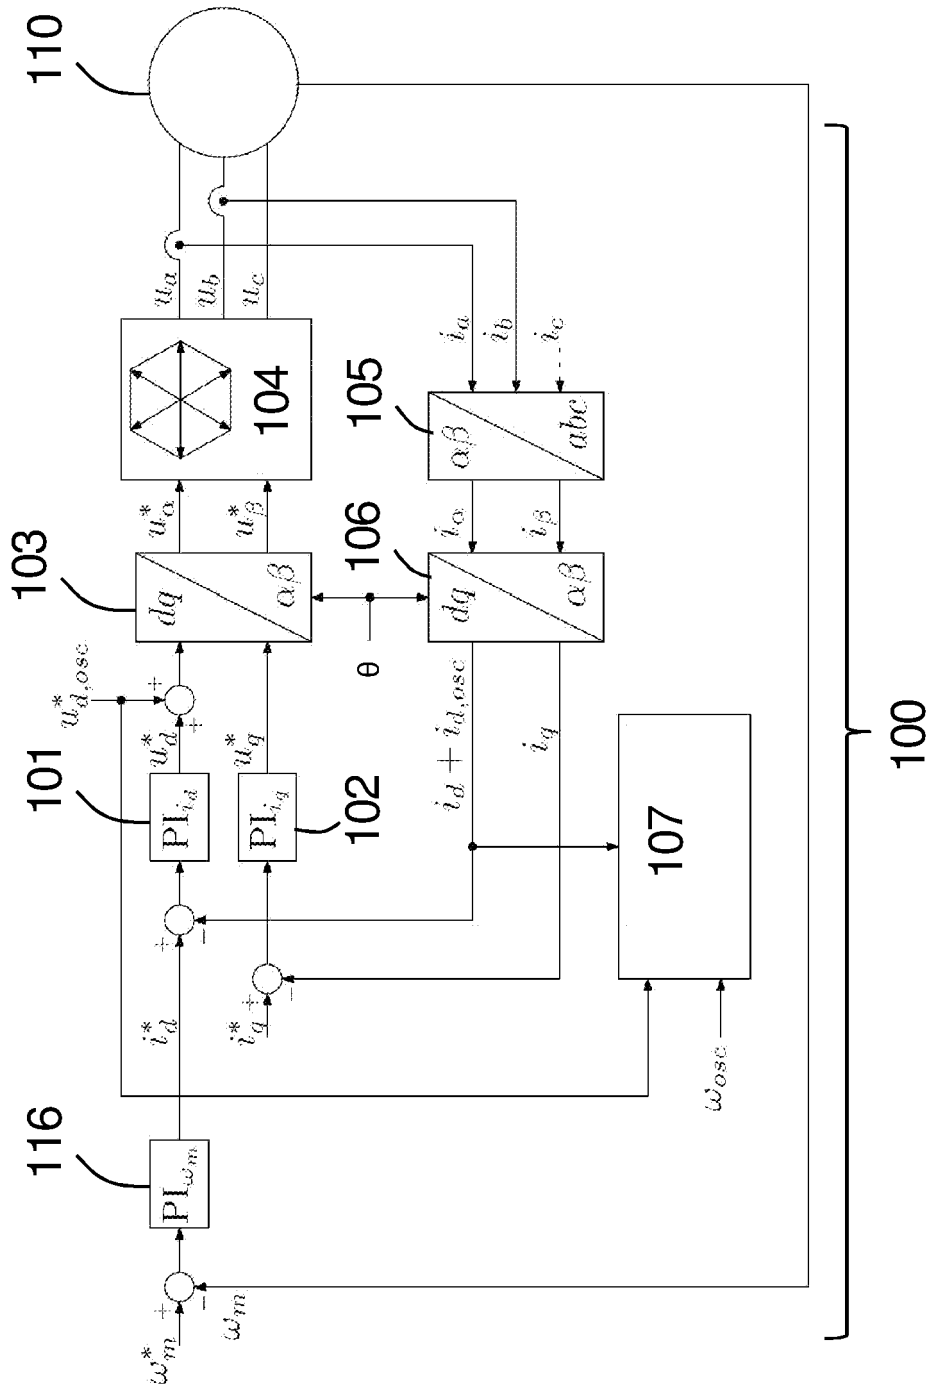 110
u_a
u_b
u_c
104
i_a
i_b
i_c
105
αβ
abc
u*_α
u*_β
103
dq
αβ
i_α
i_β
106
dq
αβ
θ
u*_{d,osc}
+
+
101
u*_d
PI_{i_d}
u*_q
PI_{i_q}
102
i_d + i_{d,osc}
i_q
107
+
−
i*_d
i*_q
+
−
ω_{osc}
116
PI_{ω_m}
ω*_m
+
−
ω_m
100